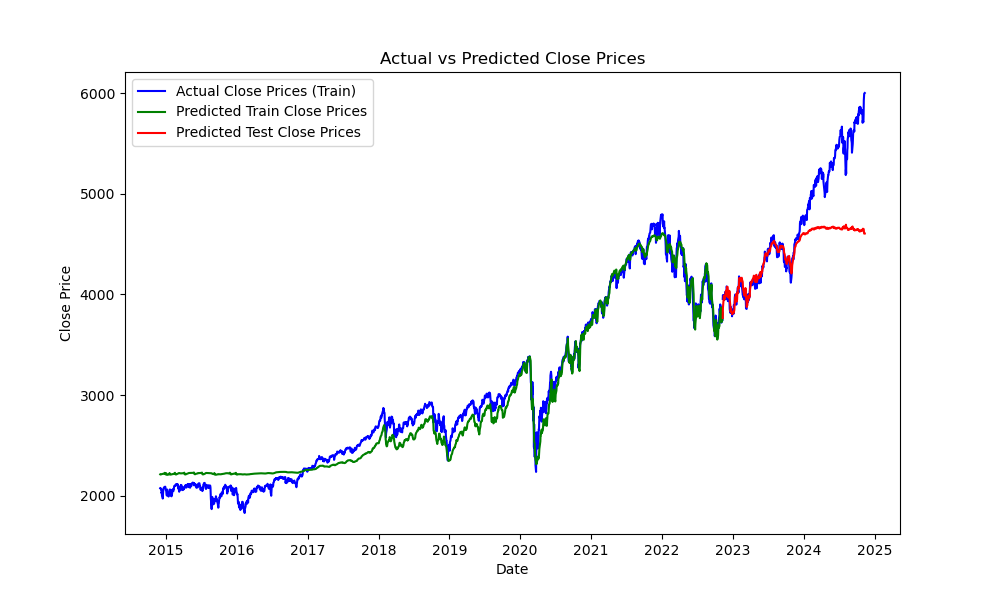 Actual vs Predicted Close Prices
Actual Close Prices (Train)
Predicted Train Close Prices
Predicted Test Close Prices
6000
5000
4000
3000
2000
Close Price
2015 2016 2017 2018 2019 2020 2021 2022 2023 2024 2025
Date